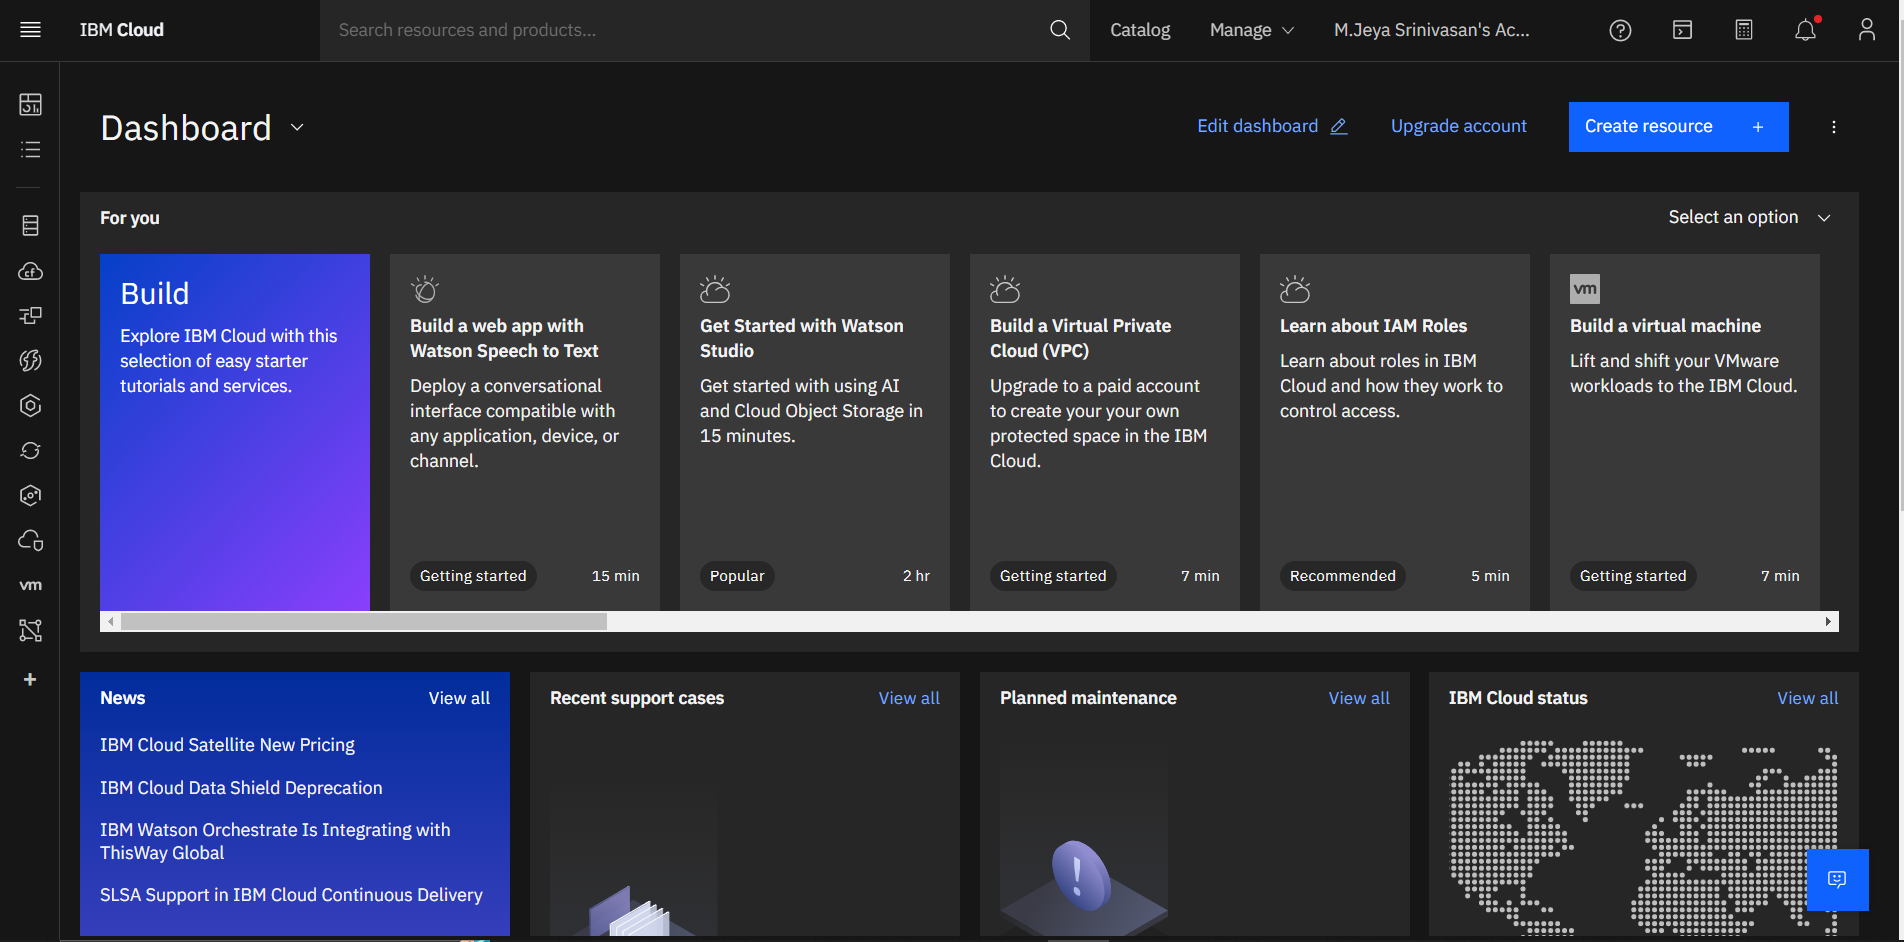 IBM Cloud
Search resources and products...
Catalog
Manage
M.Jeya Srinivasan's Ac...
Dashboard
Edit dashboard
Upgrade account
Create resource +
For you
Select an option
Build
Explore IBM Cloud with this
selection of easy starter
tutorials and services.
Build a web app with
Watson Speech to Text
Deploy a conversational
interface compatible with
any application, device, or
channel.
Getting started
15 min
Get Started with Watson
Studio
Get started with using AI
and Cloud Object Storage in
15 minutes.
Popular
2 hr
Build a Virtual Private
Cloud (VPC)
Upgrade to a paid account
to create your your own
protected space in the IBM
Cloud.
Getting started
7 min
Learn about IAM Roles
Learn about roles in IBM
Cloud and how they work to
control access.
Recommended
5 min
vm
Build a virtual machine
Lift and shift your VMware
workloads to the IBM Cloud.
Getting started
7 min
cf
vm
News
View all
IBM Cloud Satellite New Pricing
IBM Cloud Data Shield Deprecation
IBM Watson Orchestrate Is Integrating with
ThisWay Global
SLSA Support in IBM Cloud Continuous Delivery
Recent support cases
View all
Planned maintenance
View all
IBM Cloud status
View all